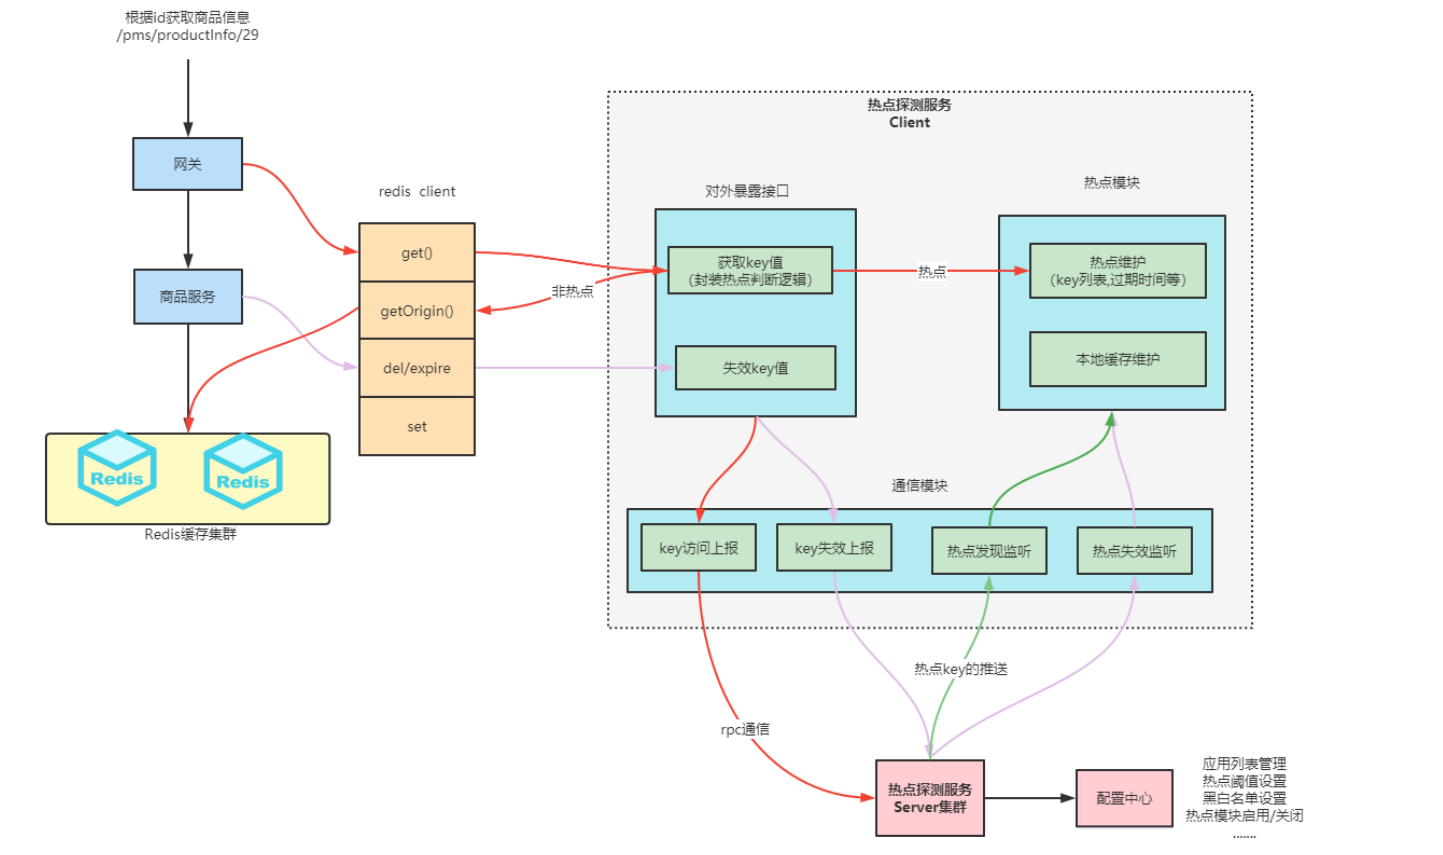 根据id获取商品信息
/pms/productInfo/29
网关
商品服务
Redis
Redis
Redis缓存集群
redis client
get()
getOrigin()
del/expire
set
非热点
热点探测服务
Client
对外暴露接口
获取key值
（封装热点判断逻辑）
失效key值
热点
热点模块
热点维护
（key列表,过期时间等）
本地缓存维护
通信模块
key访问上报
key失效上报
热点发现监听
热点失效监听
热点key的推送
rpc通信
热点探测服务
Server集群
配置中心
应用列表管理
热点阈值设置
黑白名单设置
热点模块启用/关闭
.......